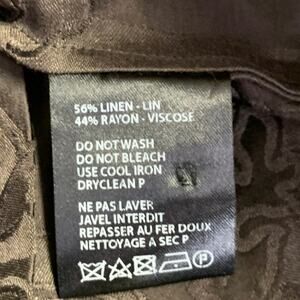 56% LINEN - LIN
44% RAYON - VISCOSE
DO NOT WASH
DO NOT BLEACH
USE COOL IRON
DRYCLEAN P
NE PAS LAVER
JAVEL INTERDIT
REPASSER AU FER DOUX
NETTOYAGE A SEC P
P